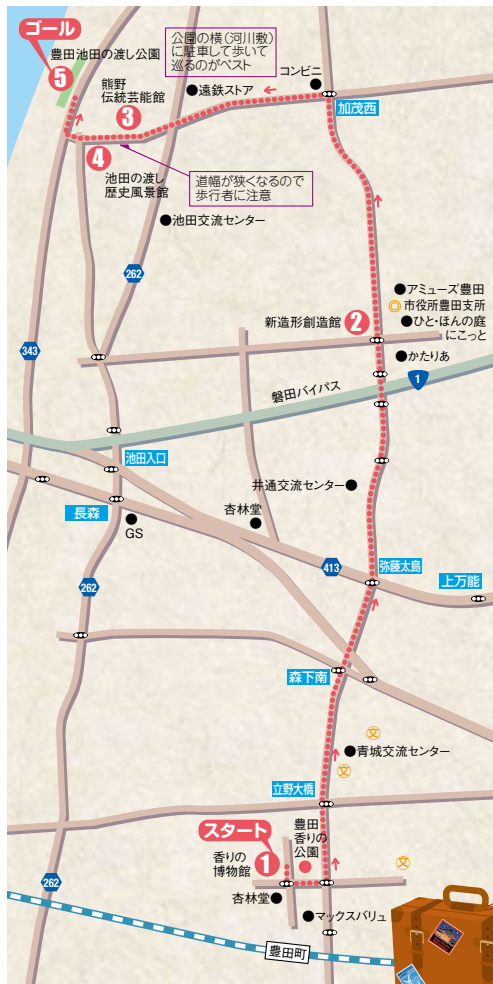 ゴール
豊田池田の渡し公園
5
公園の横（河川敷）
に駐車して歩いて
巡るのがベスト
コンビニ
熊野
伝統芸能館
3
遠鉄ストア
加茂西
4
池田の渡し
歴史風景館
道幅が狭くなるので
歩行者に注意
池田交流センター
262
アミューズ豊田
市役所豊田支所
ひと・ほんの庭
にこっと
新造形創造館
2
343
かたりあ
1
磐田バイパス
池田入口
井通交流センター
長森
GS
杏林堂
413
弥藤太島
上万能
262
森下南
文
青城交流センター
文
立野大橋
スタート
豊田
香りの
公園
香りの
博物館
1
文
262
杏林堂
マックスバリュ
豊田町